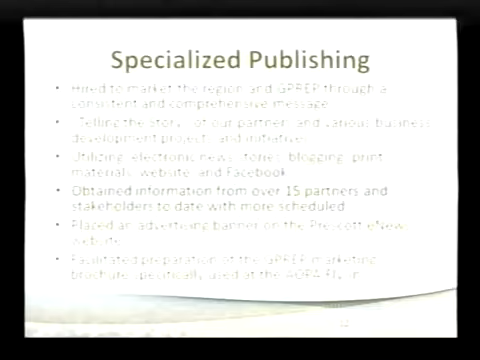 Specialized Publishing
• Hired to market the region and GPREP through a
consistent and comprehensive message
• "Telling the story" of our partners and various business
development projects and initiatives
• Utilizing electronic news stories, blogging, print
materials, website, and Facebook
• Obtained information from over 15 partners and
stakeholders to date with more scheduled
• Placed an advertising banner on the Prescott eNews
website
• Facilitated preparation of the GPREP marketing
brochure specifically used at the AOPA Fly-in